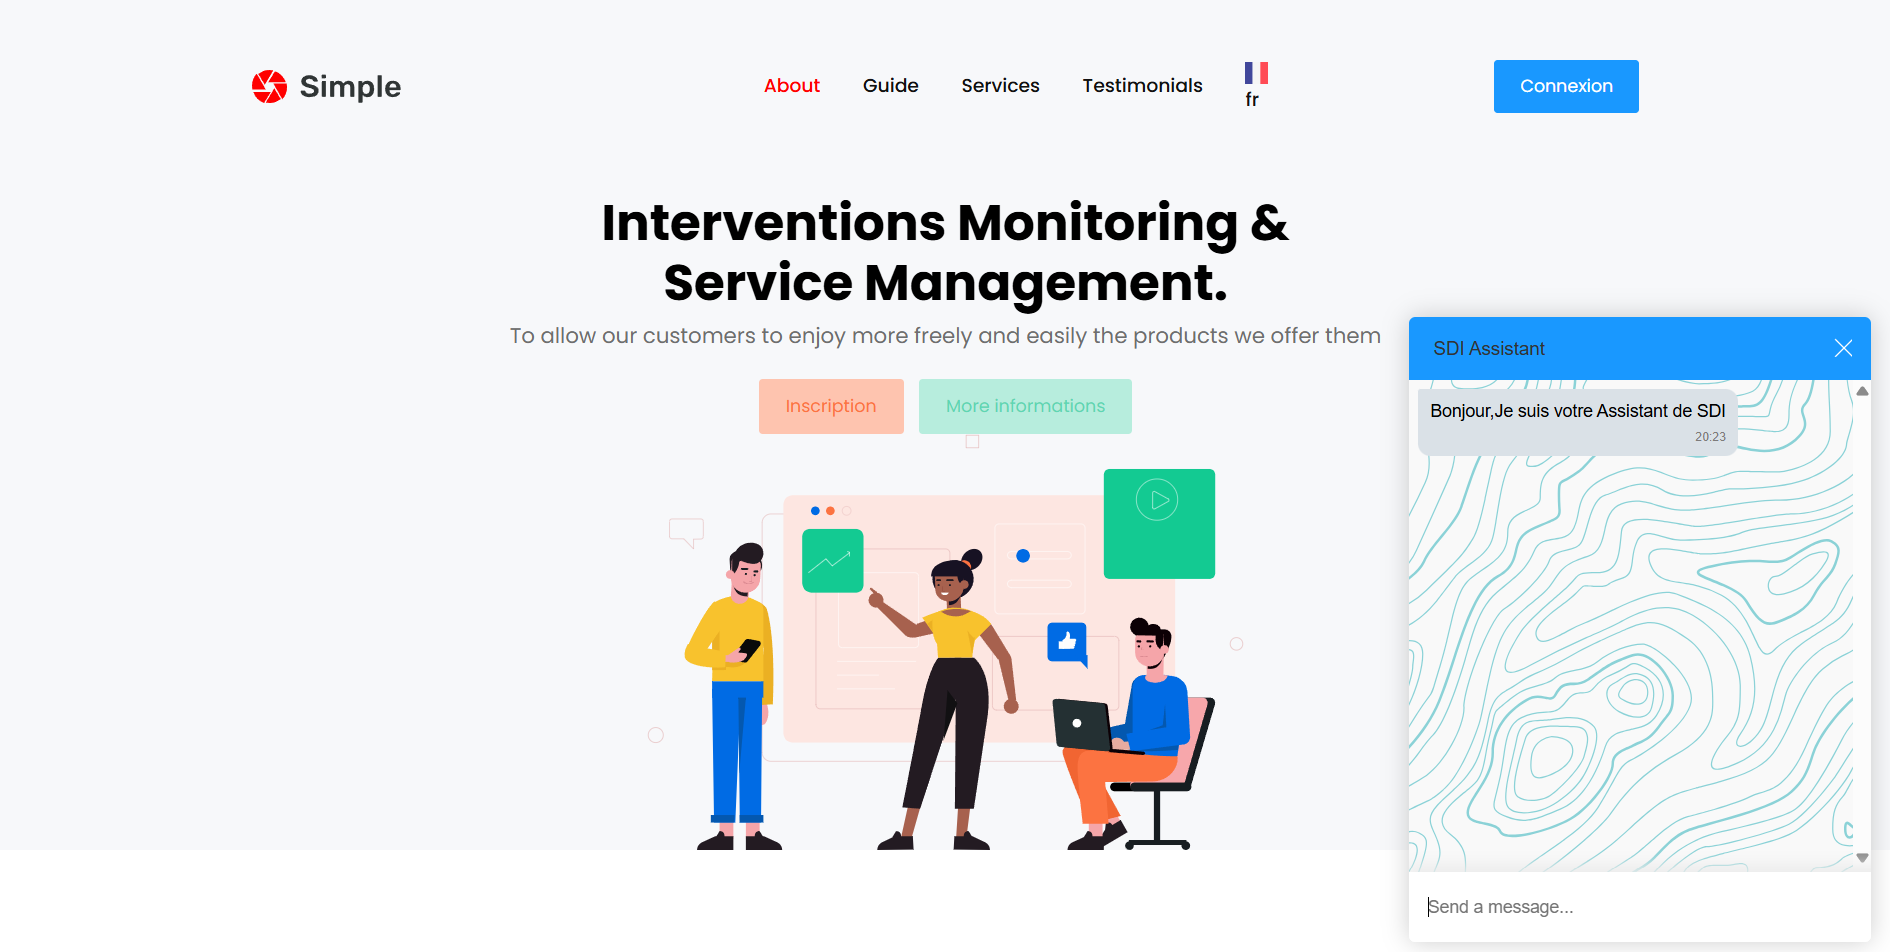 Simple
About
Guide
Services
Testimonials
fr
Connexion
Interventions Monitoring &
Service Management.
To allow our customers to enjoy more freely and easily the products we offer them
Inscription
More informations
SDI Assistant
Bonjour,Je suis votre Assistant de SDI
20:23
Send a message...